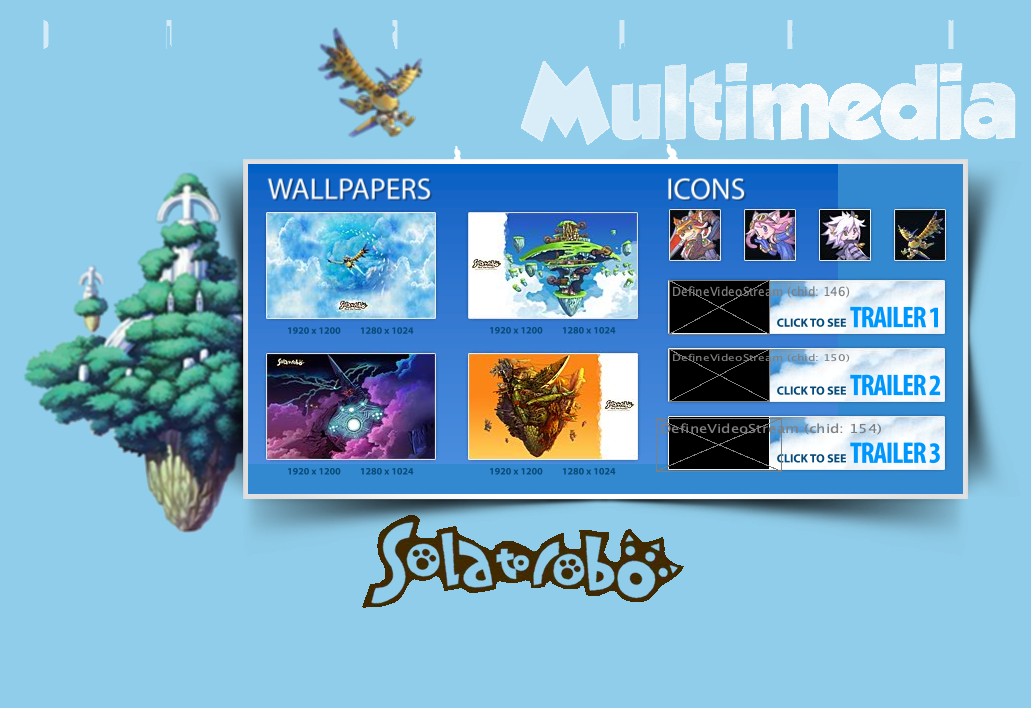 Multimedia
WALLPAPERS
ICONS
1920 x 1200 1280 x 1024
1920 x 1200 1280 x 1024
DefineVideoStream (chid: 146)
CLICK TO SEE TRAILER 1
DefineVideoStream (chid: 150)
CLICK TO SEE TRAILER 2
DefineVideoStream (chid: 154)
CLICK TO SEE TRAILER 3
1920 x 1200 1280 x 1024
1920 x 1200 1280 x 1024
Solatorobo